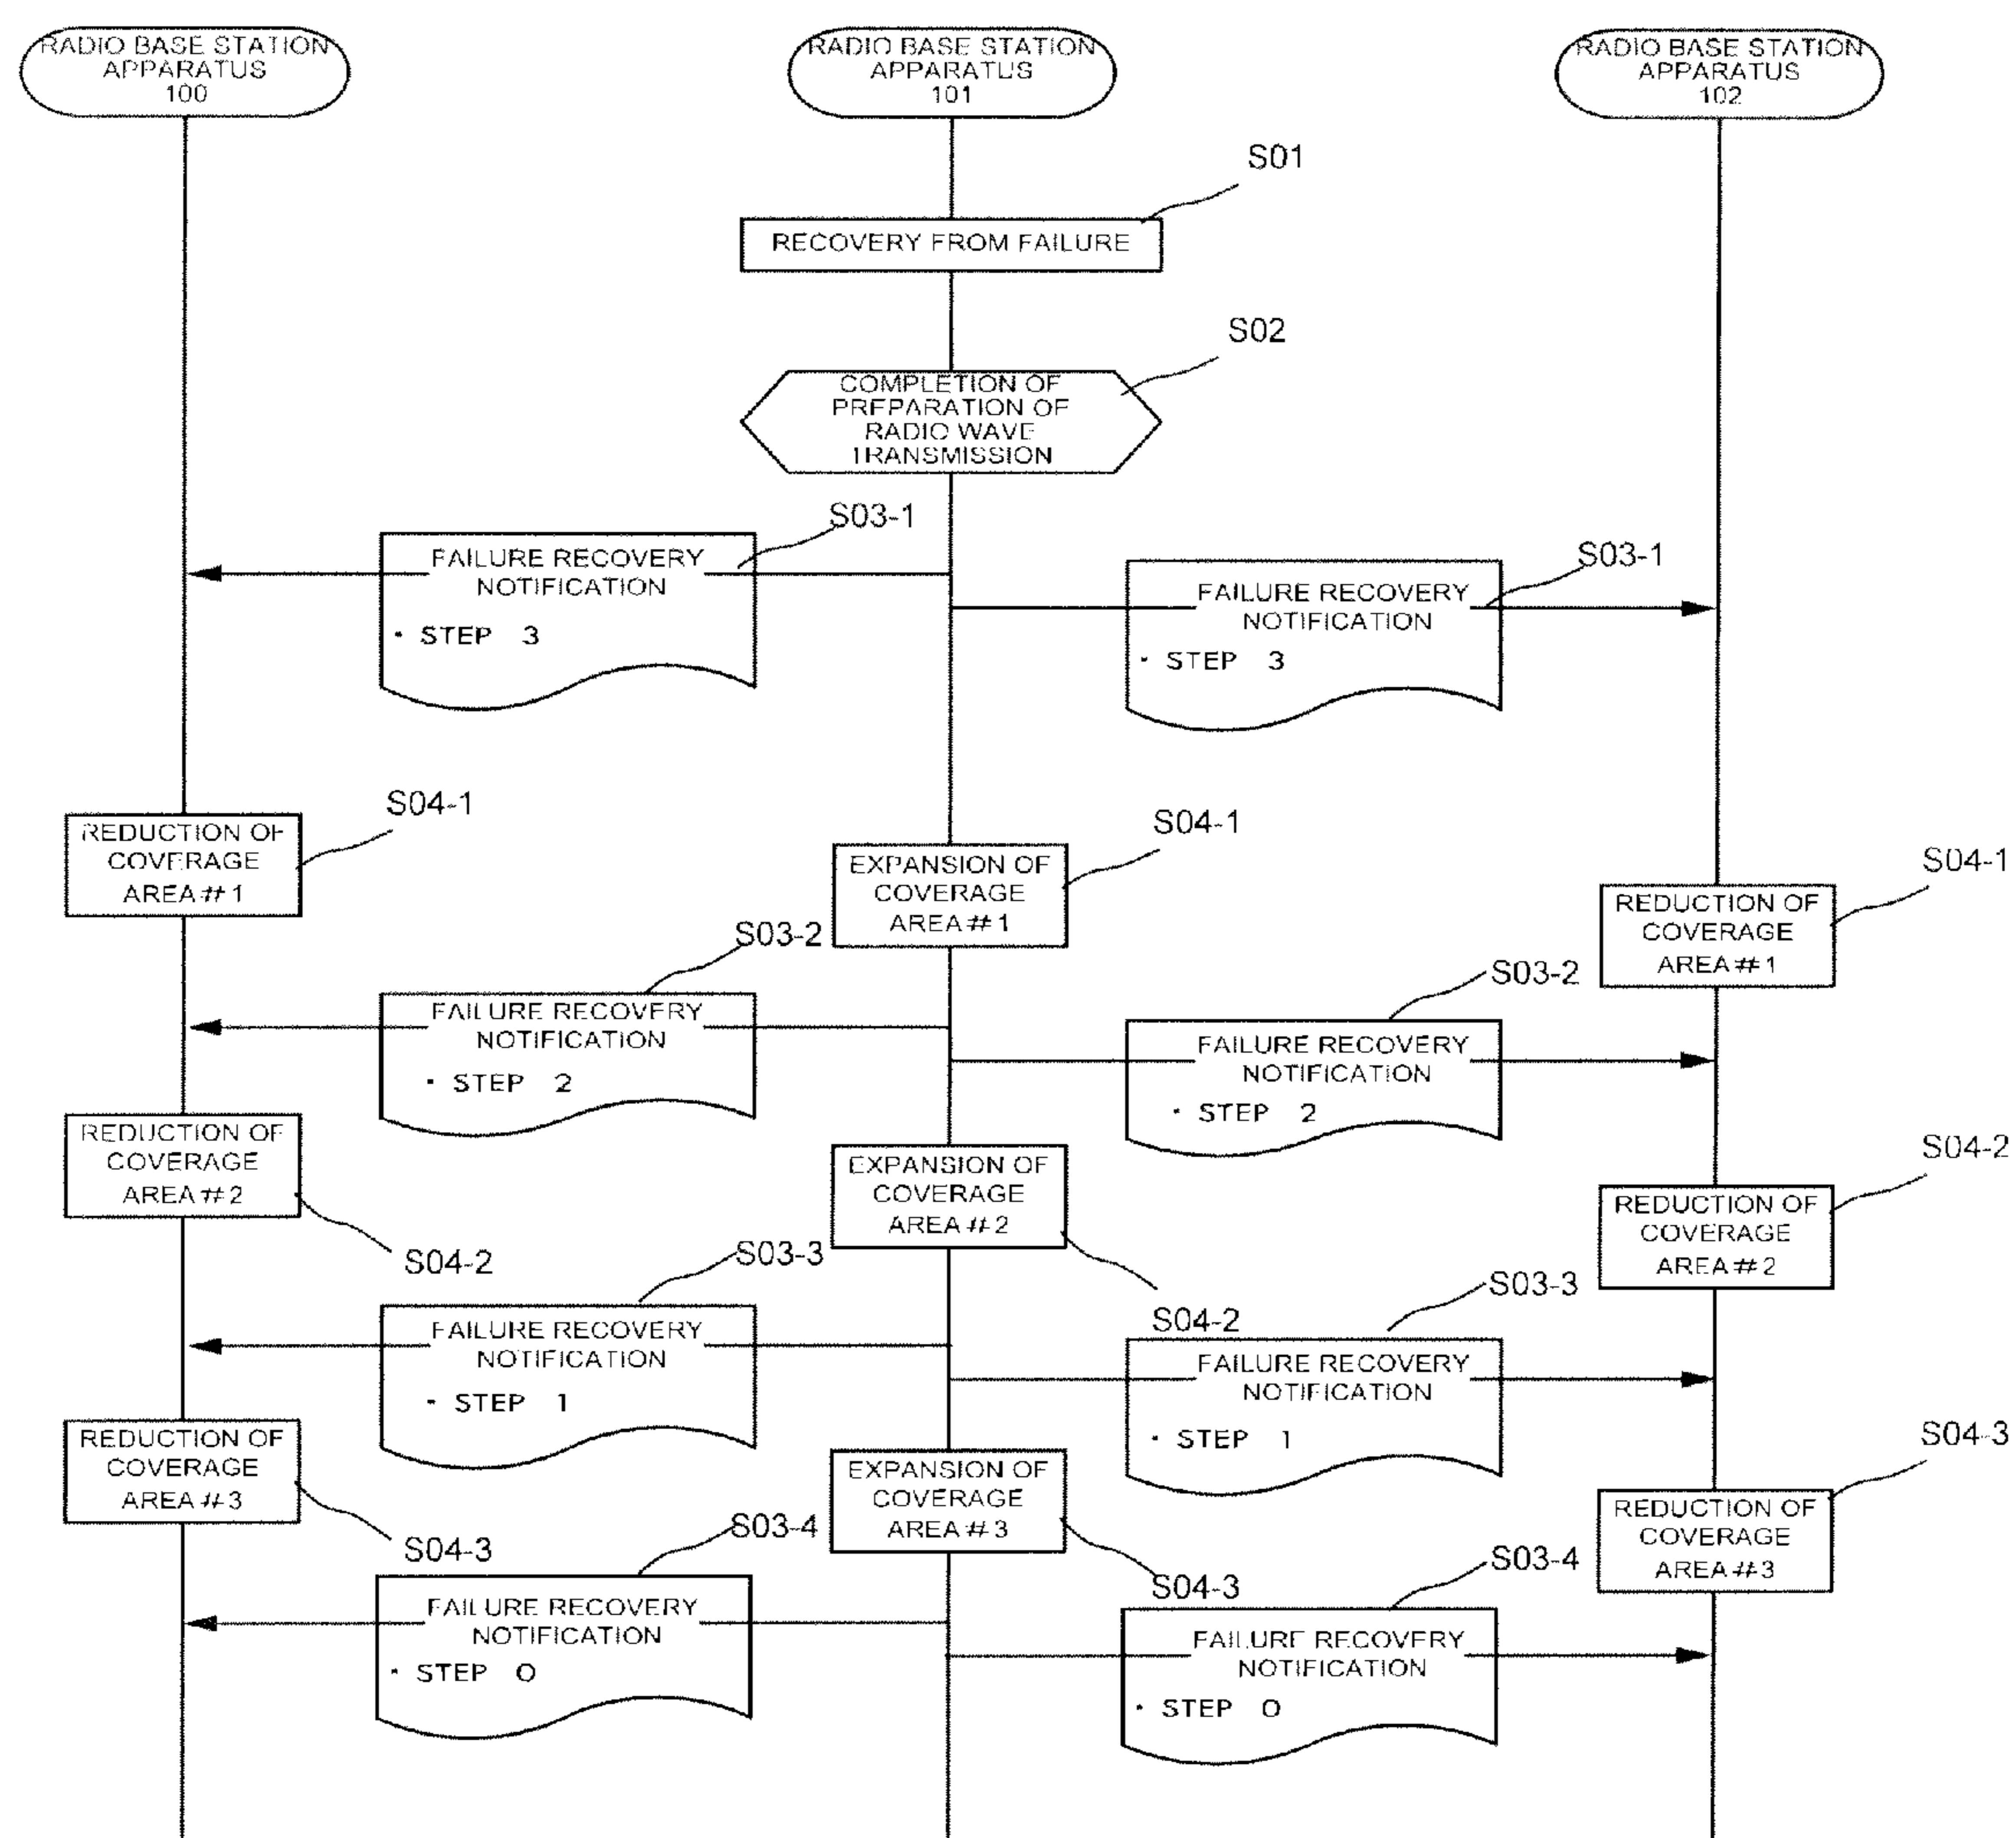 RADIO BASE STATION
APPARATUS
100
RADIO BASE STATION
APPARATUS
101
RADIO BASE STATION
APPARATUS
102
S01
RECOVERY FROM FAILURE
S02
COMPLETION OF
PREPARATION OF
RADIO WAVE
TRANSMISSION
S03-1
FAILURE RECOVERY
NOTIFICATION
· STEP 3
S03-1
FAILURE RECOVERY
NOTIFICATION
· STEP 3
S04-1
REDUCTION OF
COVERAGE
AREA#1
S04-1
EXPANSION OF
COVERAGE
AREA#1
S04-1
REDUCTION OF
COVERAGE
AREA#1
S03-2
FAILURE RECOVERY
NOTIFICATION
· STEP 2
S03-2
FAILURE RECOVERY
NOTIFICATION
· STEP 2
REDUCTION OF
COVERAGE
AREA#2
S04-2
EXPANSION OF
COVERAGE
AREA#2
S04-2
S04-2
REDUCTION OF
COVERAGE
AREA#2
S03-3
FAILURE RECOVERY
NOTIFICATION
· STEP 1
S03-3
FAILURE RECOVERY
NOTIFICATION
· STEP 1
REDUCTION OF
COVERAGE
AREA#3
S04-3
EXPANSION OF
COVERAGE
AREA#3
S04-3
S04-3
REDUCTION OF
COVERAGE
AREA#3
S03-4
FAILURE RECOVERY
NOTIFICATION
· STEP 0
S03-4
FAILURE RECOVERY
NOTIFICATION
· STEP 0